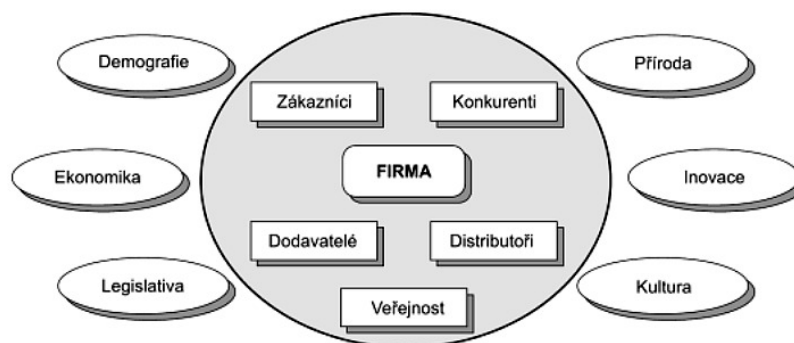 Demografie
Příroda
Zákazníci
Konkurenti
FIRMA
Ekonomika
Inovace
Dodavatelé
Distributoři
Legislativa
Kultura
Veřejnost